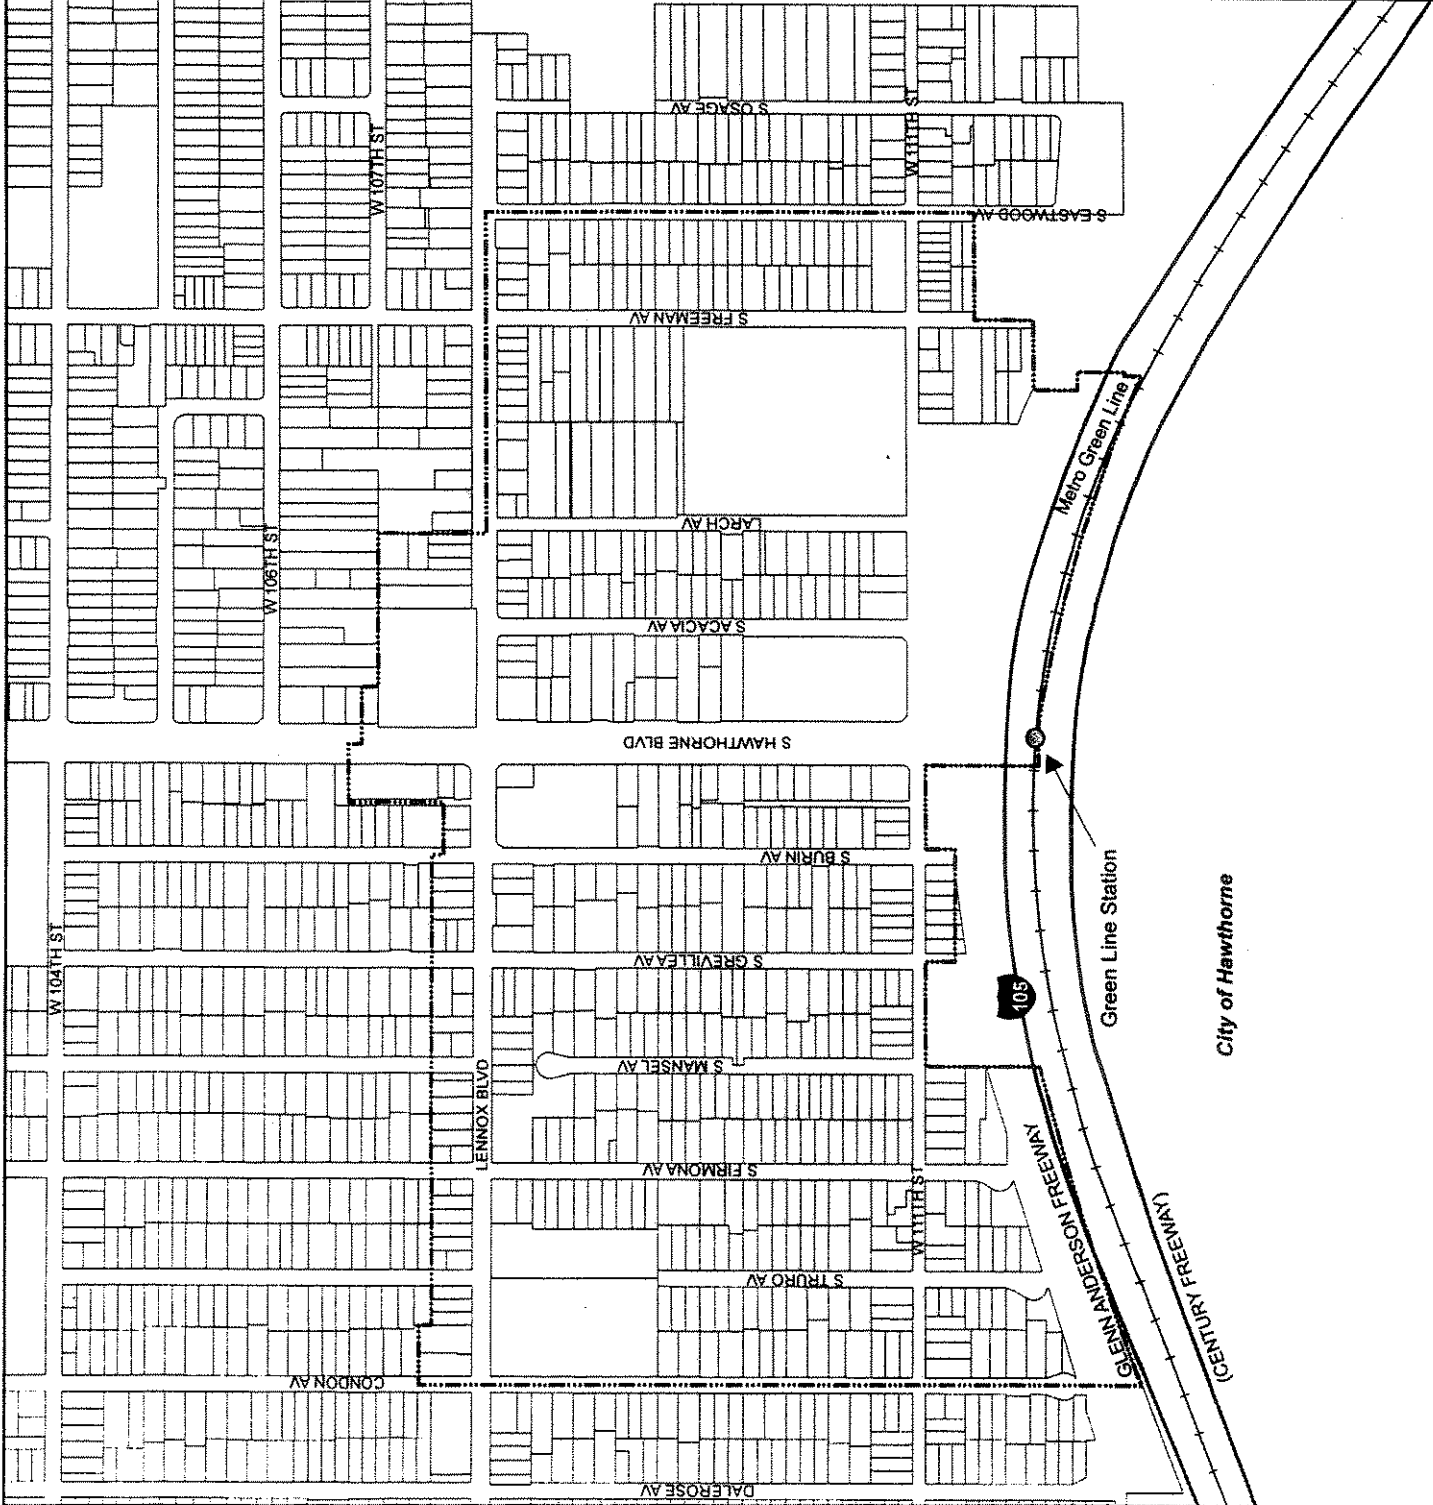 S OSAGE AV
W 111TH ST
W 107TH ST
S EASTWOOD AV
S FREEMAN AV
Metro Green Line
LARCH AV
W 106TH ST
S ACACIA AV
S HAWTHORNE BLVD
S BURIN AV
Green Line Station
City of Hawthorne
W 104TH ST
S GREVILLEA AV
105
S MANSEL AV
LENNOX BLVD
S FIRMONA AV
W 111TH ST
S TRURO AV
GLENN ANDERSON FREEWAY
(CENTURY FREEWAY)
CONDON AV
DALEROSE AV